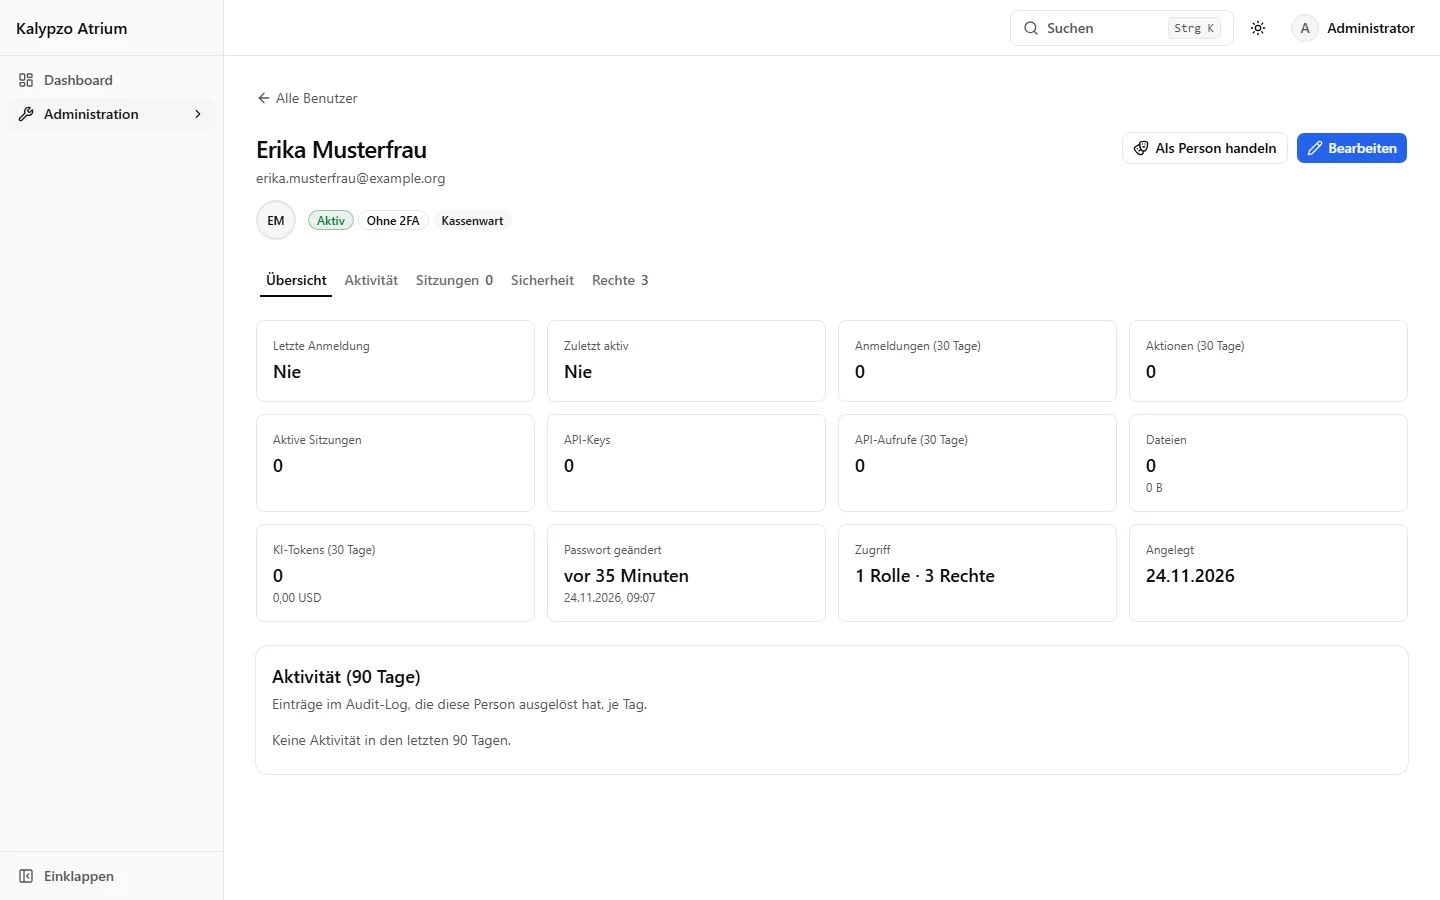 Kalypzo Atrium
Suchen
Strg K
A
Administrator
Dashboard
Administration
Alle Benutzer
Erika Musterfrau
Als Person handeln
Bearbeiten
erika.musterfrau@example.org
EM
Aktiv
Ohne 2FA
Kassenwart
Übersicht
Aktivität
Sitzungen 0
Sicherheit
Rechte 3
Letzte Anmeldung
Nie
Zuletzt aktiv
Nie
Anmeldungen (30 Tage)
0
Aktionen (30 Tage)
0
Aktive Sitzungen
0
API-Keys
0
API-Aufrufe (30 Tage)
0
Dateien
0
0 B
KI-Tokens (30 Tage)
0
0,00 USD
Passwort geändert
vor 35 Minuten
24.11.2026, 09:07
Zugriff
1 Rolle · 3 Rechte
Angelegt
24.11.2026
Aktivität (90 Tage)
Einträge im Audit-Log, die diese Person ausgelöst hat, je Tag.
Keine Aktivität in den letzten 90 Tagen.
Einklappen